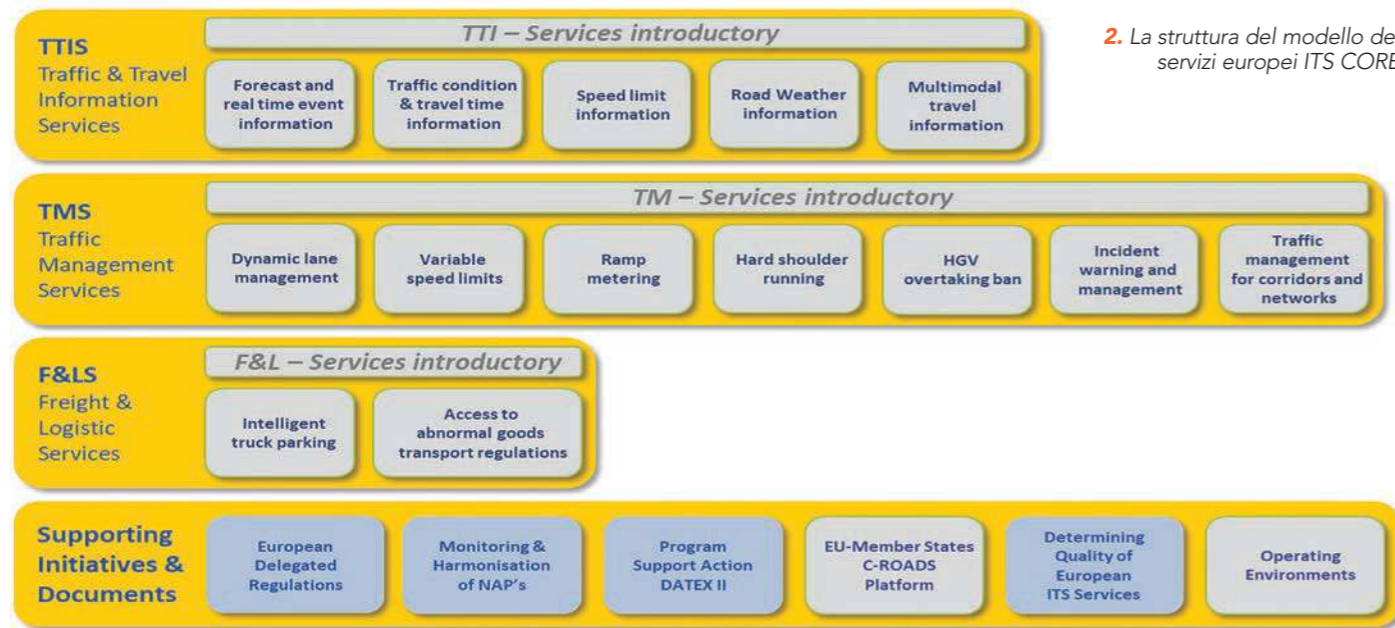 TTIS
Traffic & Travel
Information
Services
TTI – Services introductory
Forecast and
real time event
information
Traffic condition
& travel time
information
Speed limit
information
Road Weather
information
Multimodal
travel
information
2. La struttura del modello de
servizi europei ITS CORE
TMS
Traffic
Management
Services
TM – Services introductory
Dynamic lane
management
Variable
speed limits
Ramp
metering
Hard shoulder
running
HGV
overtaking ban
Incident
warning and
management
Traffic
management
for corridors and
networks
F&LS
Freight &
Logistic
Services
F&L – Services introductory
Intelligent
truck parking
Access to
abnormal goods
transport regulations
Supporting
Initiatives &
Documents
European
Delegated
Regulations
Monitoring &
Harmonisation
of NAP's
Program
Support Action
DATEX II
EU-Member States
C-ROADS
Platform
Determining
Quality of
European
ITS Services
Operating
Environments